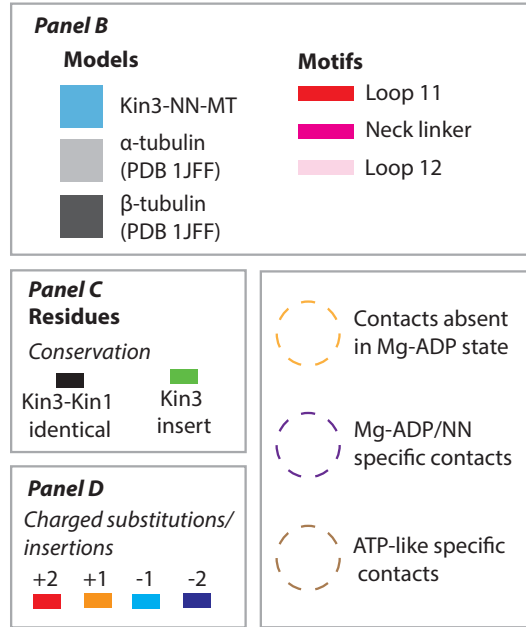 Panel B
Models
Kin3-NN-MT
α-tubulin
(PDB 1JFF)
β-tubulin
(PDB 1JFF)
Motifs
Loop 11
Neck linker
Loop 12
Panel C
Residues
Conservation
Kin3-Kin1
identical
Kin3
insert
Panel D
Charged substitutions/
insertions
+2 +1 -1 -2
Contacts absent
in Mg-ADP state
Mg-ADP/NN
specific contacts
ATP-like specific
contacts